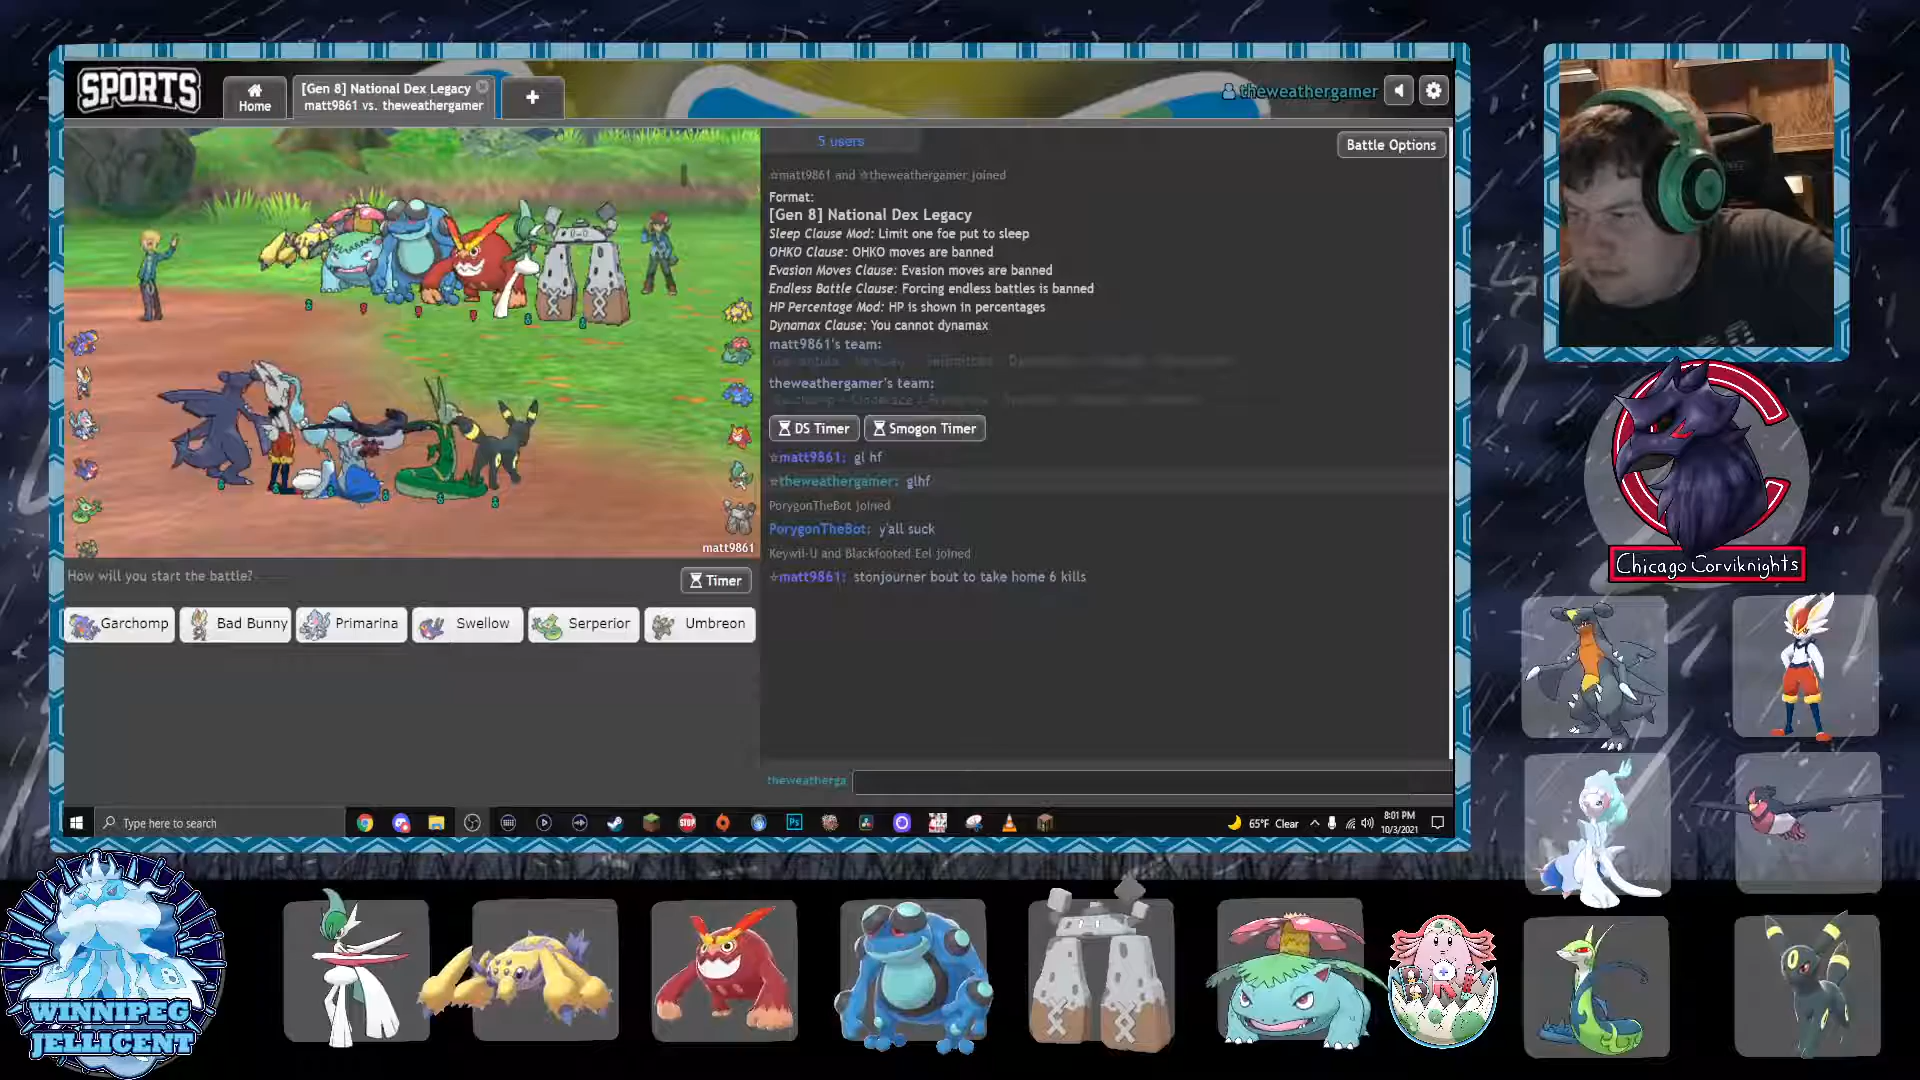 SPORTS
Home
[Gen 8] National Dex Legacy
matt9861 vs. theweathergamer
+
theweathergamer
5 users
Battle Options
☆matt9861 and ☆theweathergamer joined
Format:
[Gen 8] National Dex Legacy
Sleep Clause Mod: Limit one foe put to sleep
OHKO Clause: OHKO moves are banned
Evasion Moves Clause: Evasion moves are banned
Endless Battle Clause: Forcing endless battles is banned
HP Percentage Mod: HP is shown in percentages
Dynamax Clause: You cannot dynamax
matt9861's team:
theweathergamer's team:
DS Timer
Smogon Timer
☆matt9861: gl hf
☆theweathergamer: glhf
PorygonTheBot joined
PorygonTheBot: y'all suck
Keywii-U and Blackfooted Eel joined
☆matt9861: stonjourner bout to take home 6 kills
matt9861
How will you start the battle?
Timer
Garchomp
Bad Bunny
Primarina
Swellow
Serperior
Umbreon
theweatherga
Type here to search
STOP
Ps
65°F Clear
8:01 PM
10/3/2021
Chicago Corviknights
WINNIPEG
JELLICENT